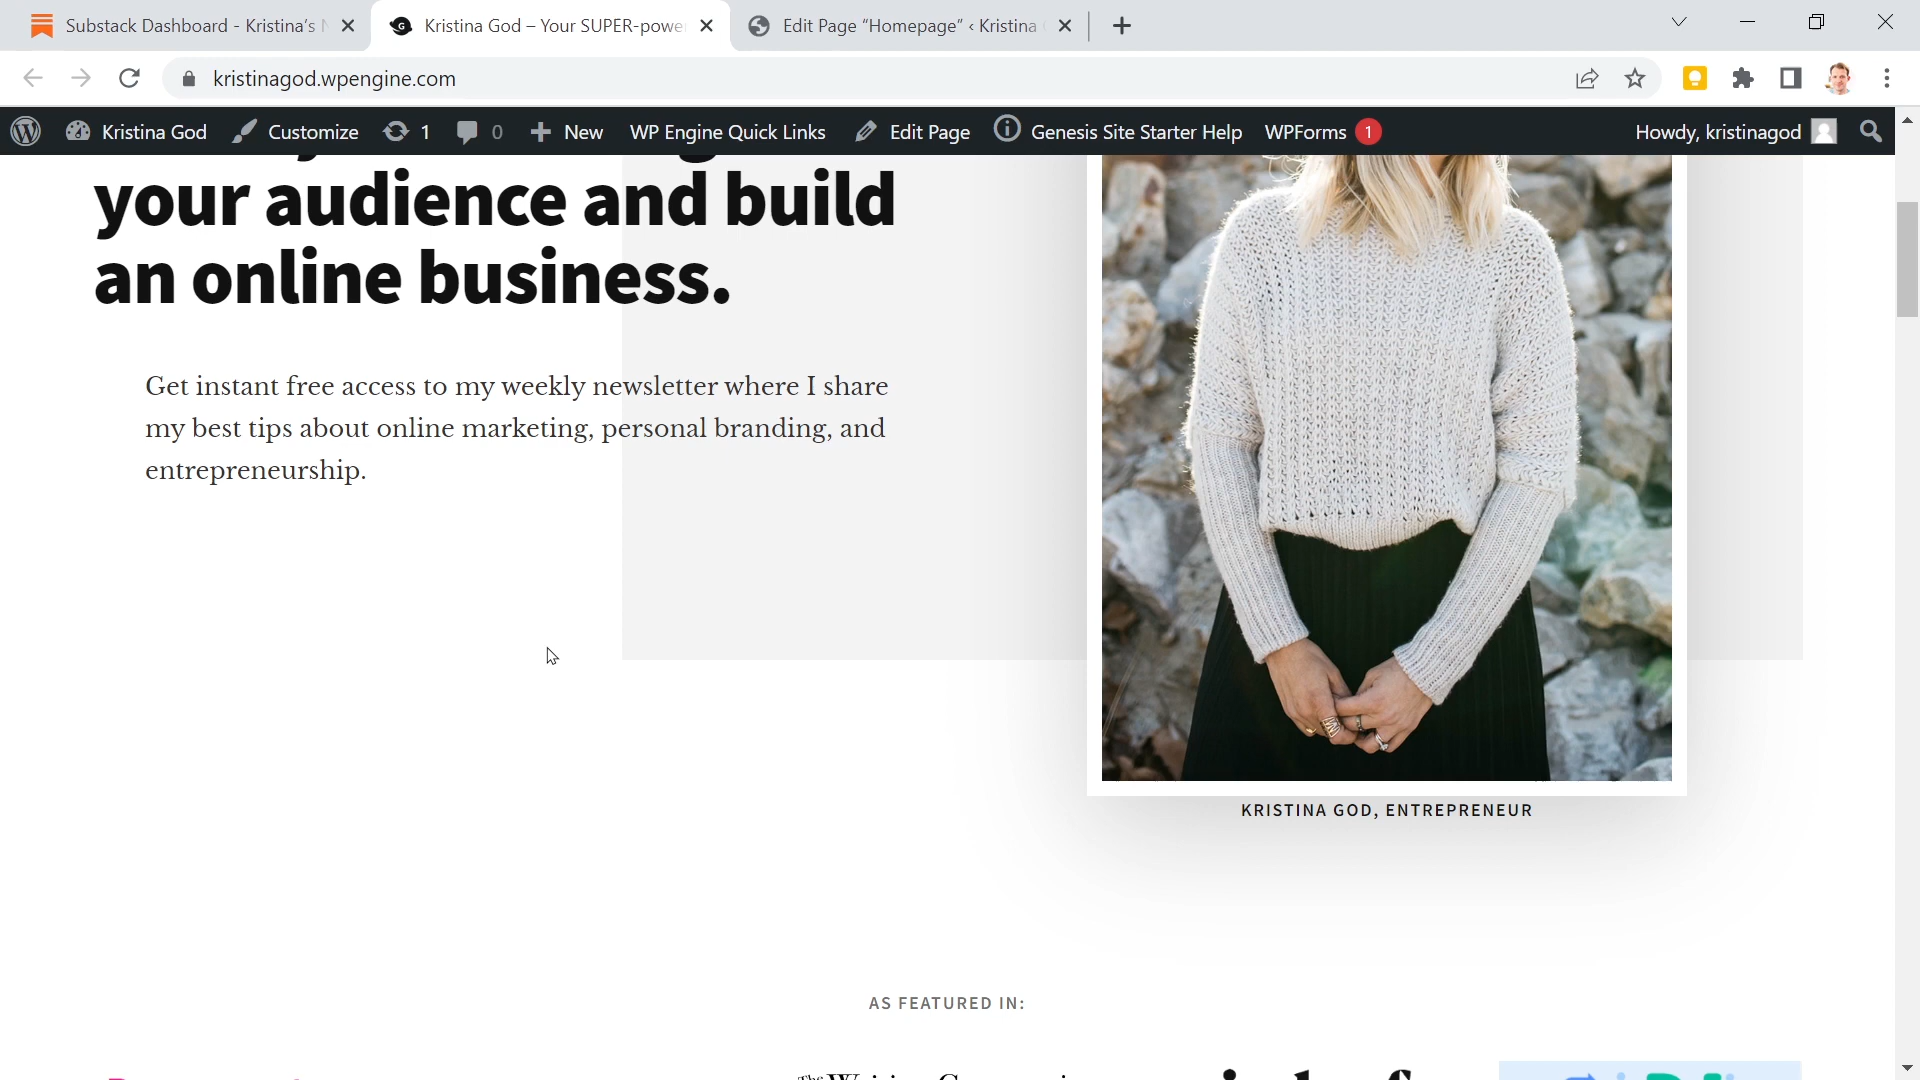 Substack Dashboard - Kristina's
Kristina God – Your SUPER-powe
Edit Page “Homepage” ‹ Kristina
kristinagod.wpengine.com
Kristina God
Customize
1
0
New
WP Engine Quick Links
Edit Page
Genesis Site Starter Help
WPForms 1
Howdy, kristinagod
your audience and build
an online business.
Get instant free access to my weekly newsletter where I share
my best tips about online marketing, personal branding, and
entrepreneurship.
KRISTINA GOD, ENTREPRENEUR
AS FEATURED IN: